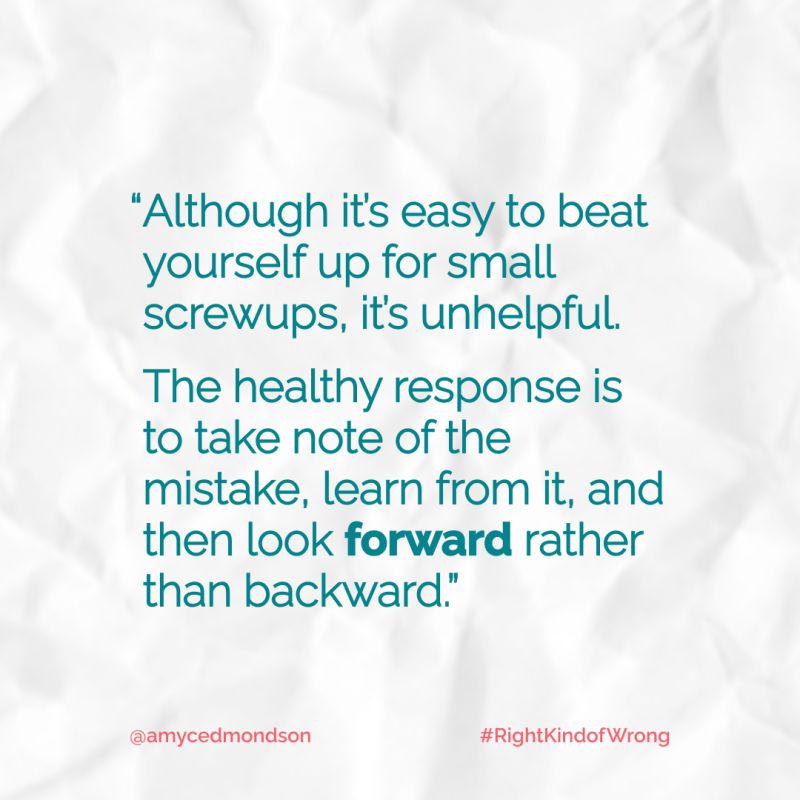 “Although it’s easy to beat
yourself up for small
screwups, it’s unhelpful.
The healthy response is
to take note of the
mistake, learn from it, and
then look forward rather
than backward.”
@amycedmondson
#RightKindofWrong